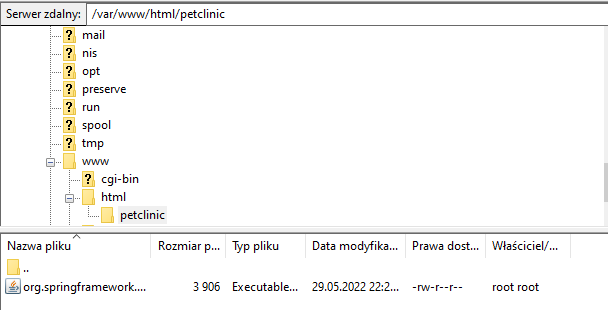 Serwer zdalny: /var/www/html/petclinic
mail
nis
opt
preserve
run
spool
tmp
www
cgi-bin
html
petclinic
Nazwa pliku Rozmiar p... Typ pliku Data modyfika... Prawa dost... Właściciel/...
..
org.springframework.... 3 906 Executable... 29.05.2022 22:2... -rw-r--r-- root root